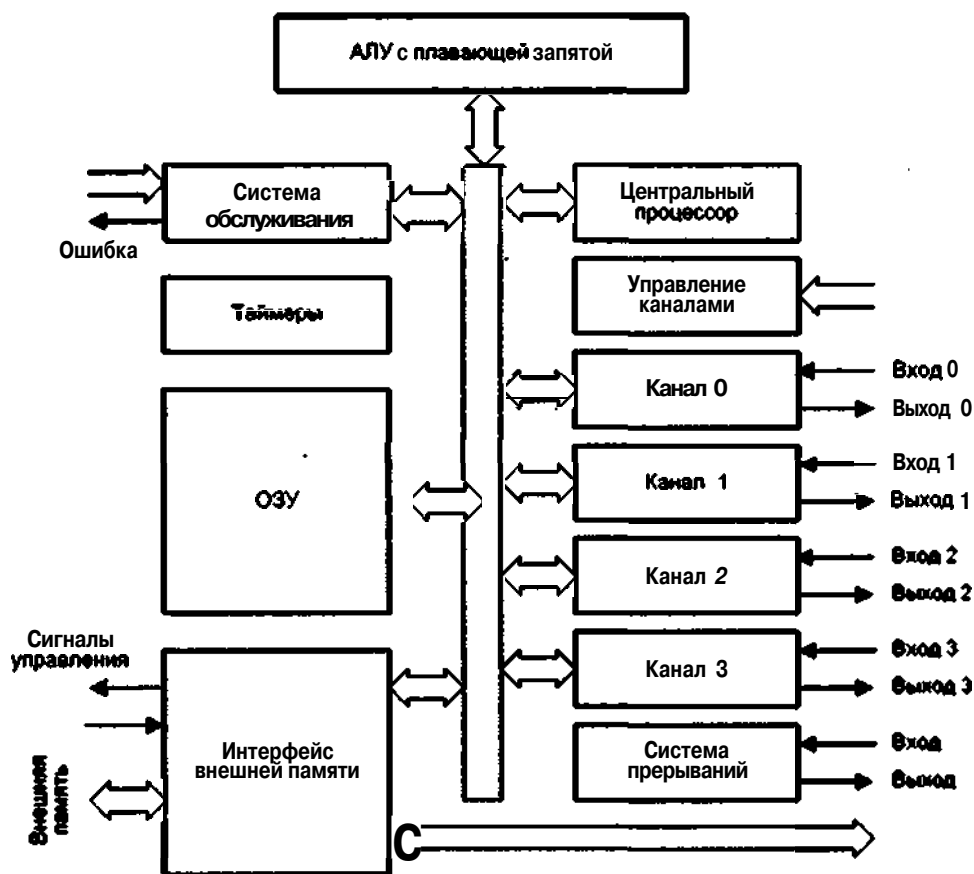 АЛУ с плавающей запятой
Система
обслуживания
Центральный
процессор
Ошибка
Управление
каналами
Таймеры
Канал 0
Вход 0
Выход 0
ОЗУ
Канал 1
Вход 1
Выход 1
Канал 2
Вход 2
Выход 2
Сигналы
управления
Канал 3
Вход 3
Выход 3
Интерфейс
внешней памяти
Система
прерываний
Вход
Выход
Внешняя
память
С